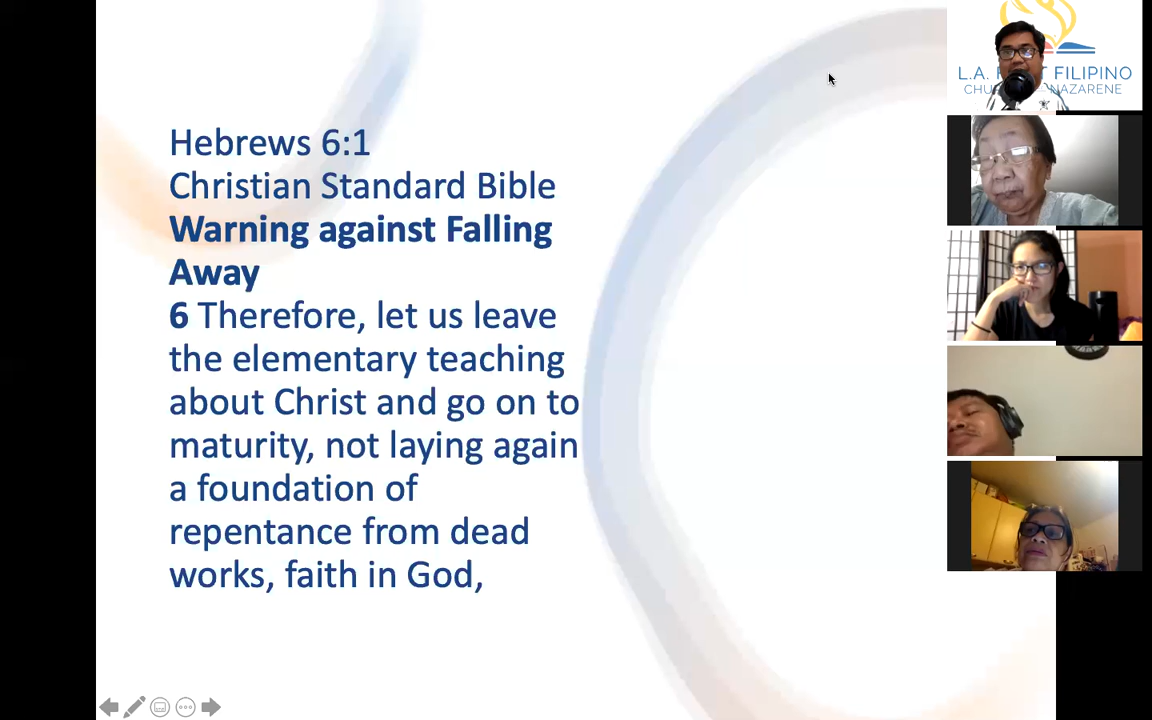 Hebrews 6:1
Christian Standard Bible
Warning against Falling
Away
6 Therefore, let us leave
the elementary teaching
about Christ and go on to
maturity, not laying again
a foundation of
repentance from dead
works, faith in God,
L.A. FILIPINO
NAZARENE